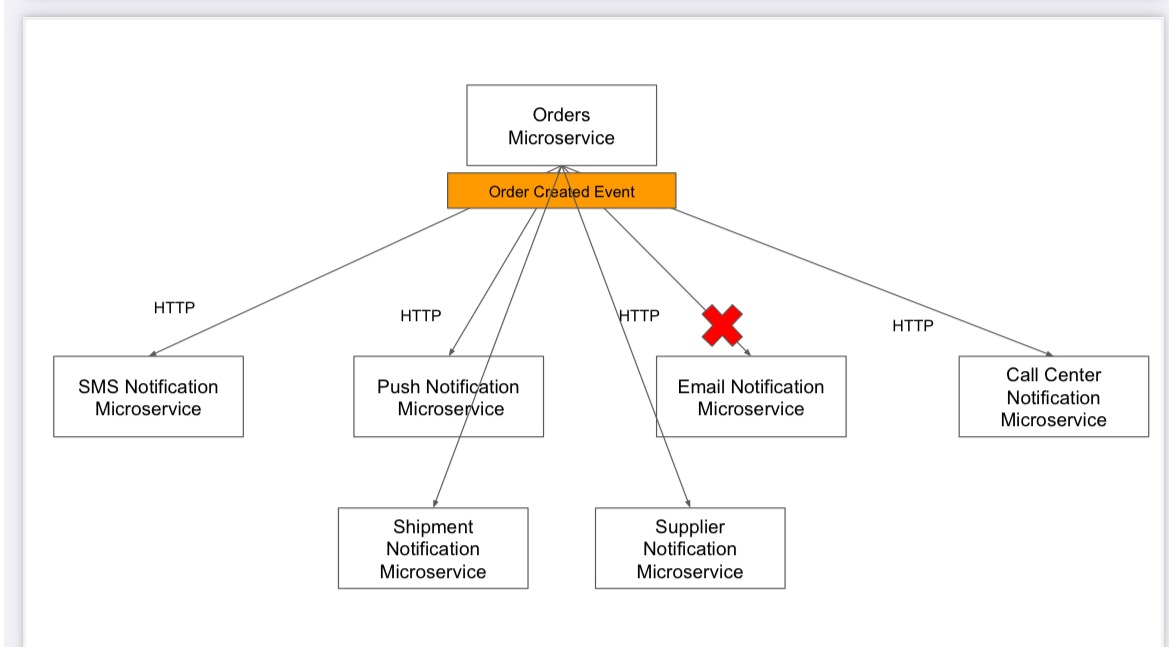 Orders
Microservice
Order Created Event
HTTP
HTTP
HTTP
HTTP
SMS Notification
Microservice
Push Notification
Microservice
Email Notification
Microservice
Call Center
Notification
Microservice
Shipment
Notification
Microservice
Supplier
Notification
Microservice